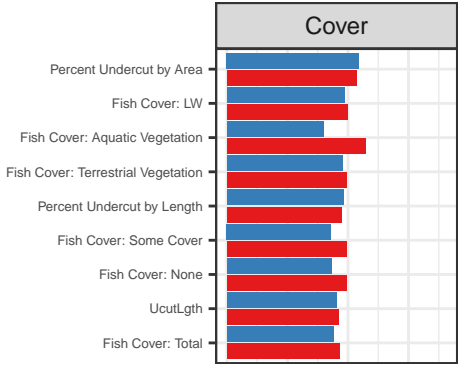 Cover
Percent Undercut by Area
Fish Cover: LW
Fish Cover: Aquatic Vegetation
Fish Cover: Terrestrial Vegetation
Percent Undercut by Length
Fish Cover: Some Cover
Fish Cover: None
UcutLgth
Fish Cover: Total